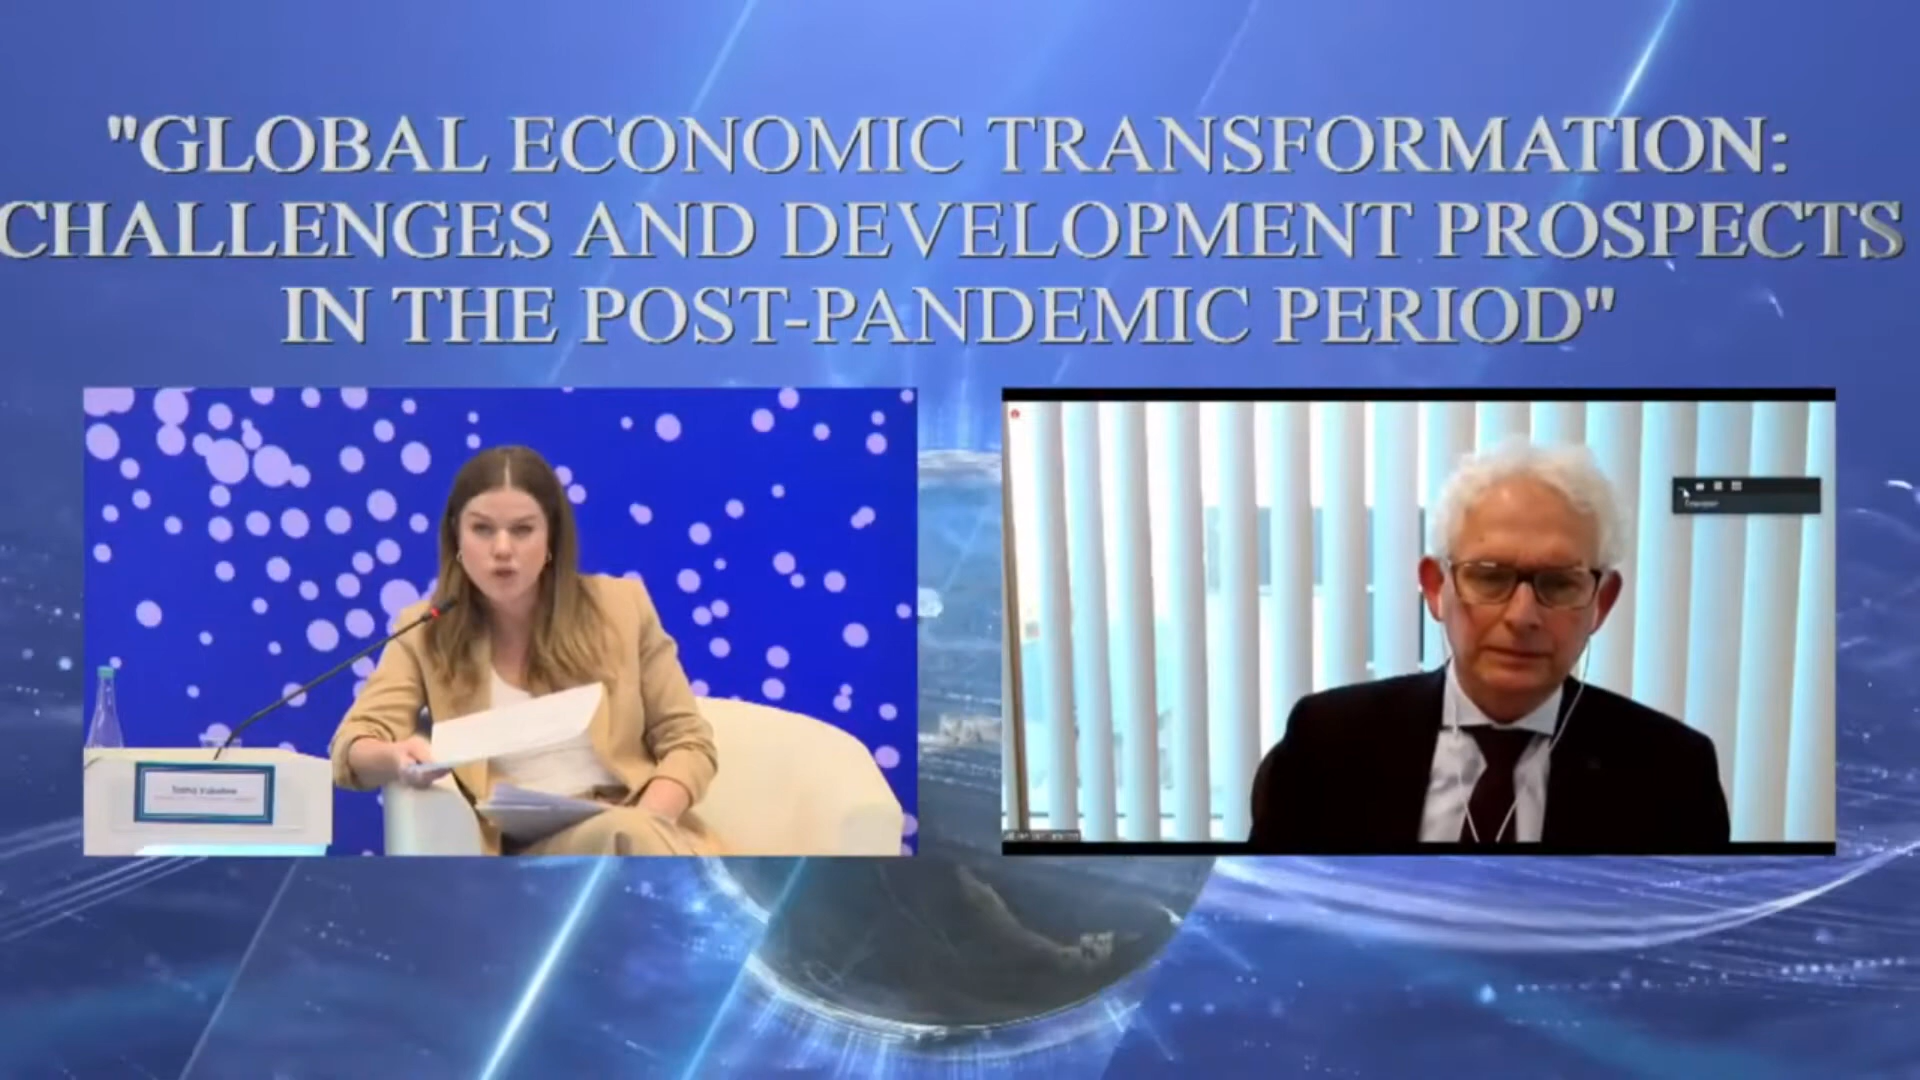 "GLOBAL ECONOMIC TRANSFORMATION:
CHALLENGES AND DEVELOPMENT PROSPECTS
IN THE POST-PANDEMIC PERIOD"